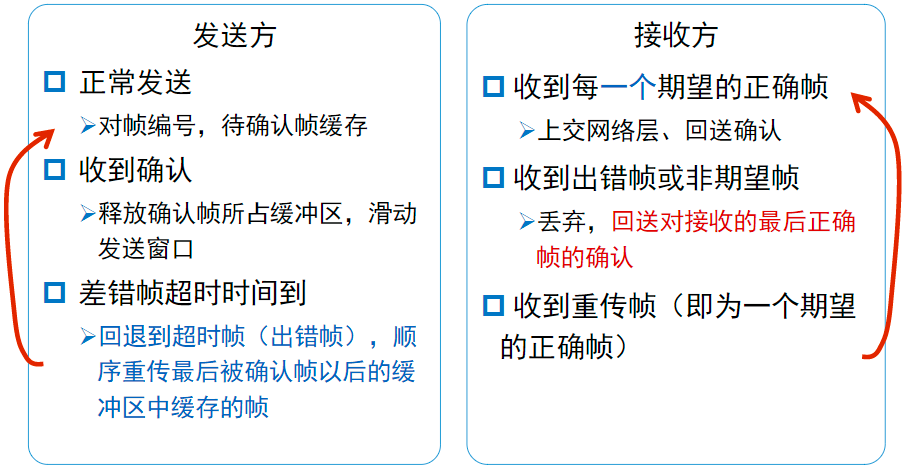 发送方
正常发送
对帧编号，待确认帧缓存
收到确认
释放确认帧所占缓冲区，滑动
发送窗口
差错帧超时时间到
回退到超时帧（出错帧），顺
序重传最后被确认帧以后的缓
冲区中缓存的帧
接收方
收到每一个期望的正确帧
上交网络层、回送确认
收到出错帧或非期望帧
丢弃，回送对接收的最后正确
帧的确认
收到重传帧（即为一个期望
的正确帧）